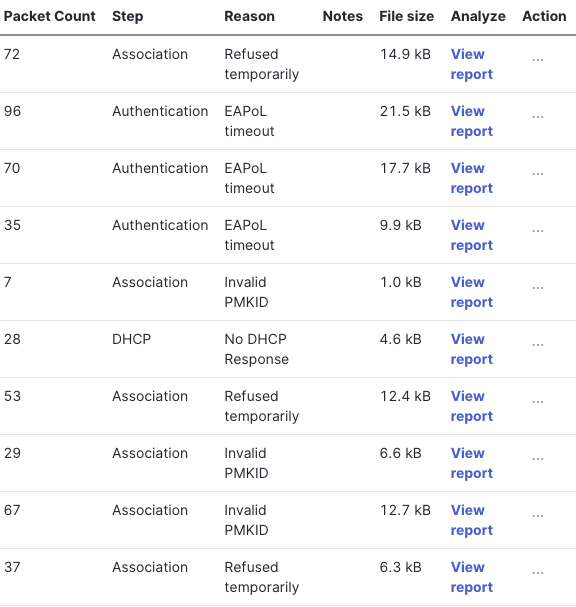 Packet Count Step Reason Notes File size Analyze Action
72 Association Refused 14.9 kB View ...
temporarily report
96 Authentication EAPoL 21.5 kB View ...
timeout report
70 Authentication EAPoL 17.7 kB View ...
timeout report
35 Authentication EAPoL 9.9 kB View ...
timeout report
7 Association Invalid 1.0 kB View ...
PMKID report
28 DHCP No DHCP 4.6 kB View ...
Response report
53 Association Refused 12.4 kB View ...
temporarily report
29 Association Invalid 6.6 kB View ...
PMKID report
67 Association Invalid 12.7 kB View ...
PMKID report
37 Association Refused 6.3 kB View ...
temporarily report